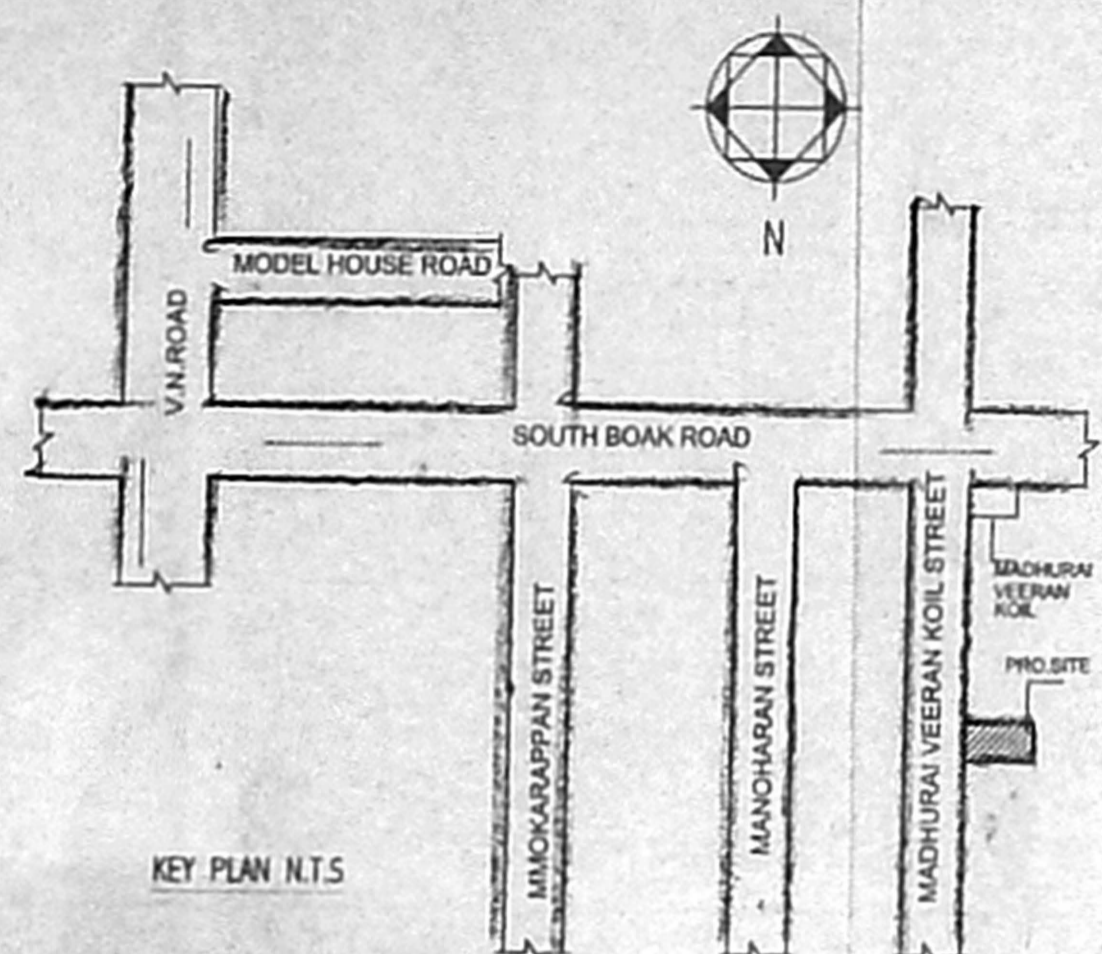 N
MODEL HOUSE ROAD
V.N.ROAD
SOUTH BOAK ROAD
MADHURAI
VEERAN
KOIL
PRO.SITE
MMOKARAPPAN STREET
MANOHARAN STREET
MADHURAI VEERAN KOIL STREET
KEY PLAN N.T.S